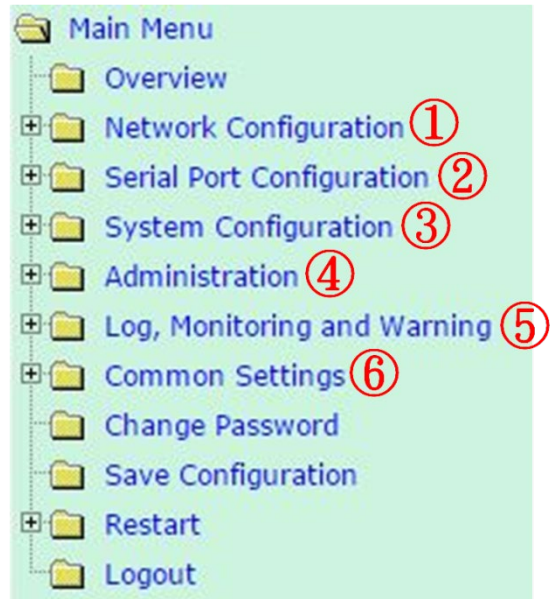 Main Menu
Overview
Network Configuration ①
Serial Port Configuration ②
System Configuration ③
Administration ④
Log, Monitoring and Warning ⑤
Common Settings ⑥
Change Password
Save Configuration
Restart
Logout